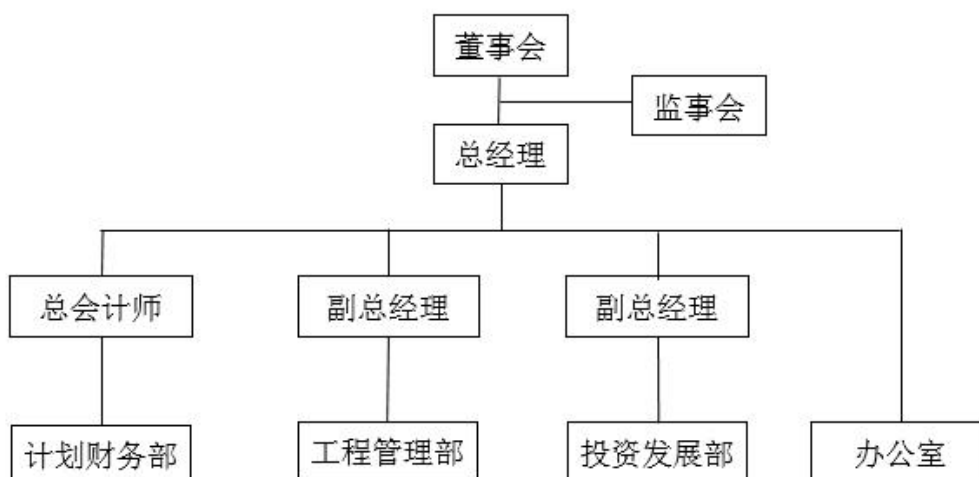 董事会
监事会
总经理
总会计师
副总经理
副总经理
计划财务部
工程管理部
投资发展部
办公室